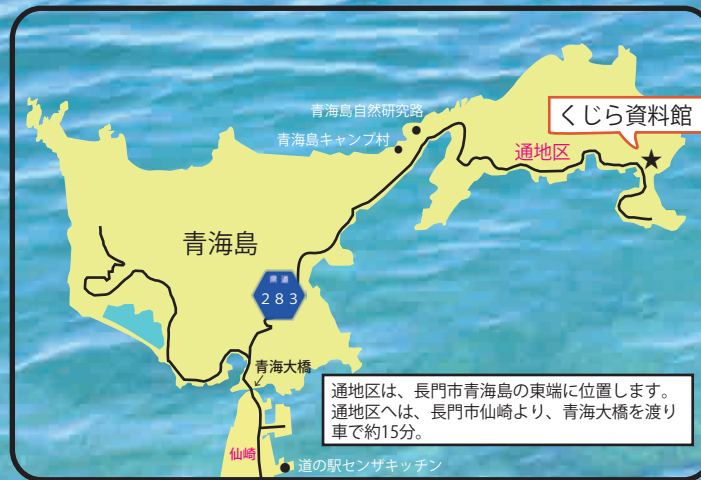 青海島自然研究路
青海島キャンプ村
くじら資料館
通地区
青海島
県道
283
青海大橋
通地区は、長門市青海島の東端に位置します。
通地区へは、長門市仙崎より、青海大橋を渡り
車で約15分。
仙崎
道の駅センザキッチン